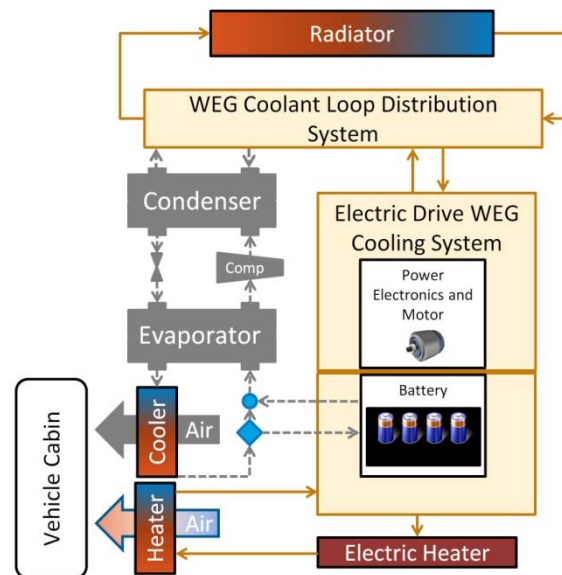 Radiator
WEG Coolant Loop Distribution
System
Condenser
Electric Drive WEG
Cooling System
Comp
Power
Electronics and
Motor
Evaporator
Battery
Vehicle Cabin
Cooler
Air
Heater
Air
Electric Heater